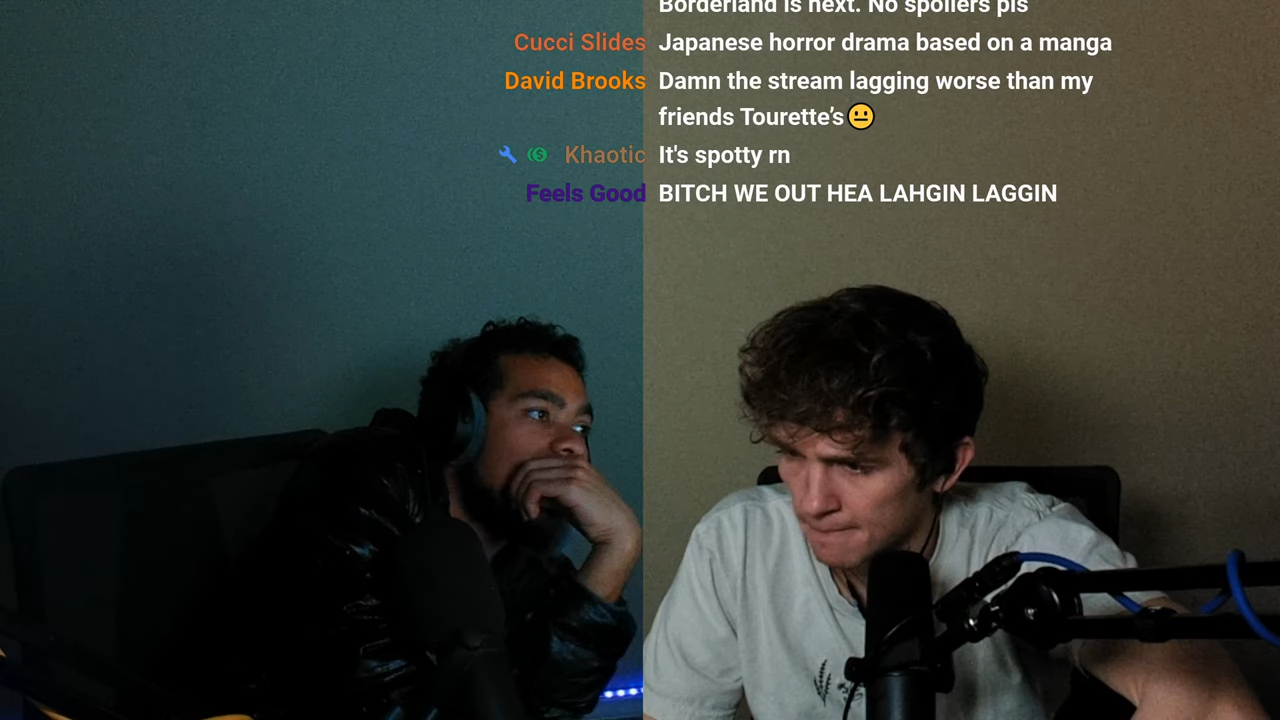 Borderland is next. No spoilers pls
Cucci Slides Japanese horror drama based on a manga
David Brooks Damn the stream lagging worse than my
friends Tourette’s😐
Khaotic It's spotty rn
Feels Good BITCH WE OUT HEA LAHGIN LAGGIN